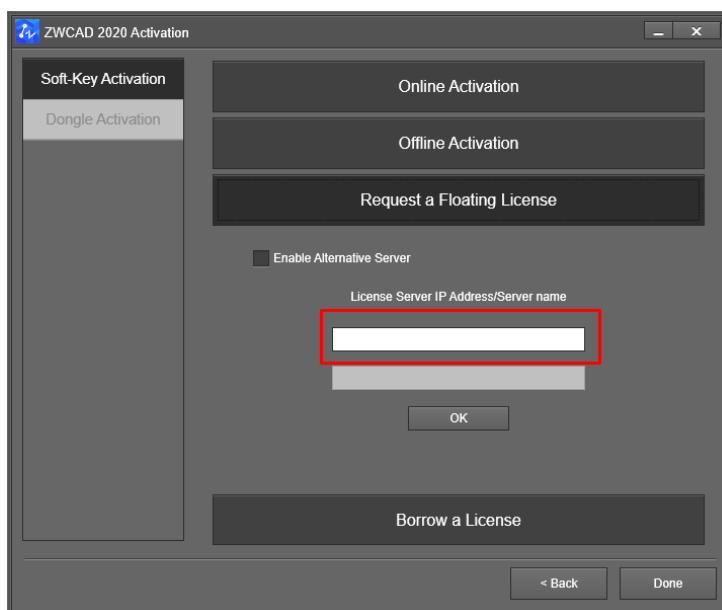 ZWCAD 2020 Activation
Soft-Key Activation
Dongle Activation
Online Activation
Offline Activation
Request a Floating License
Enable Alternative Server
License Server IP Address/Server name
OK
Borrow a License
< Back
Done